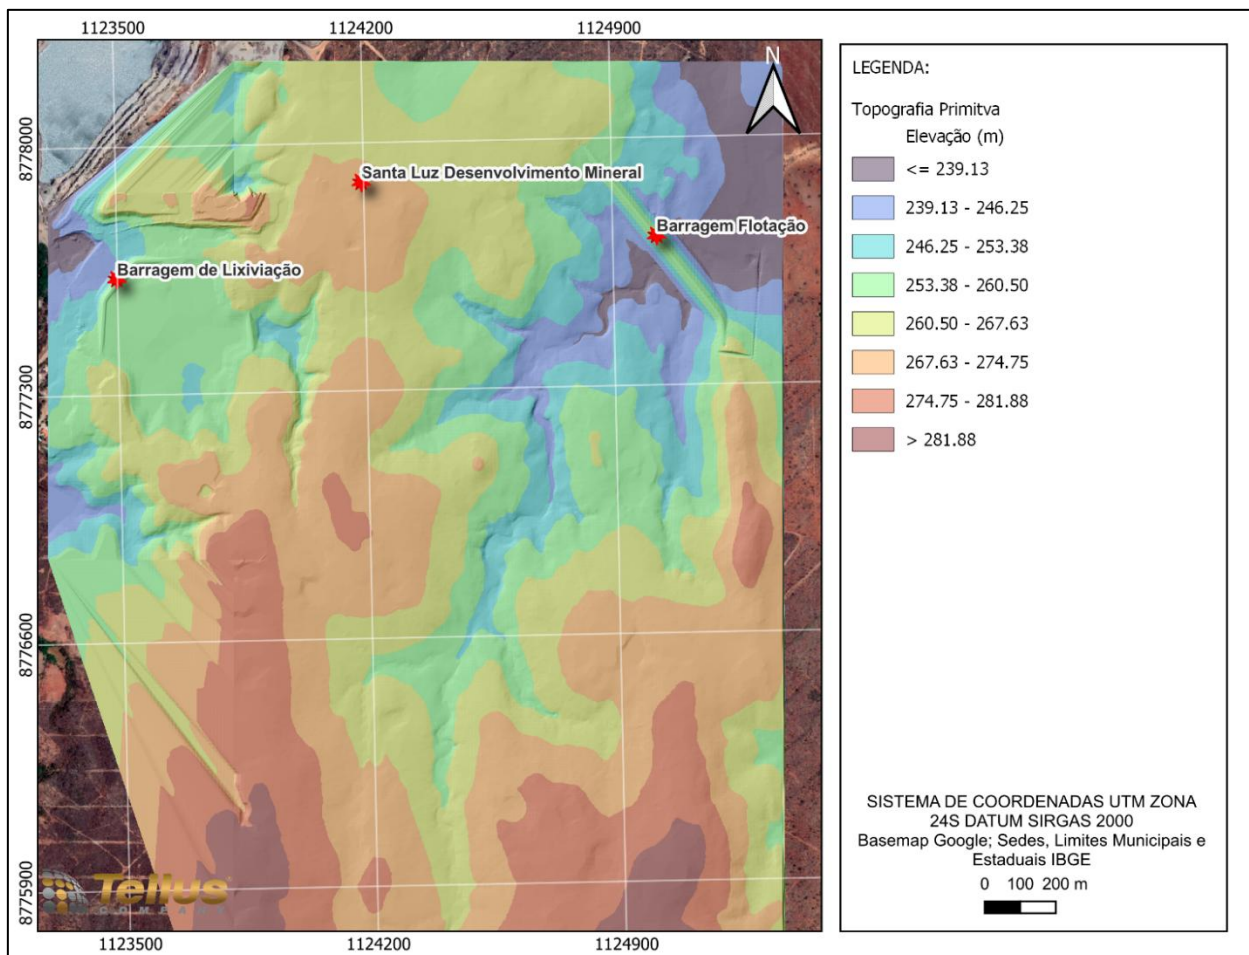 1123500
1124200
1124900
N
8778000
8777300
8776600
8775900
Santa Luz Desenvolvimento Mineral
Barragem Flotação
Barragem de Lixiviação
Tellus
COMPANY
1123500
1124200
1124900
LEGENDA:
Topografia Primitva
Elevação (m)
<= 239.13
239.13 - 246.25
246.25 - 253.38
253.38 - 260.50
260.50 - 267.63
267.63 - 274.75
274.75 - 281.88
> 281.88
SISTEMA DE COORDENADAS UTM ZONA
24S DATUM SIRGAS 2000
Basemap Google; Sedes, Limites Municipais e
Estaduais IBGE
0 100 200 m